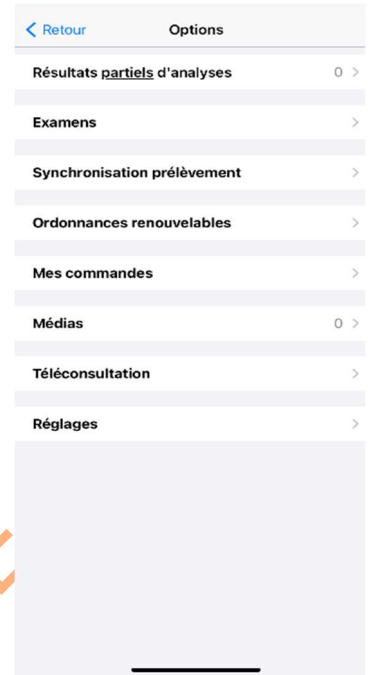 Retour
Options
Résultats partiels d'analyses 0
Examens
Synchronisation prélèvement
Ordonnances renouvelables
Mes commandes
Médias 0
Téléconsultation
Réglages